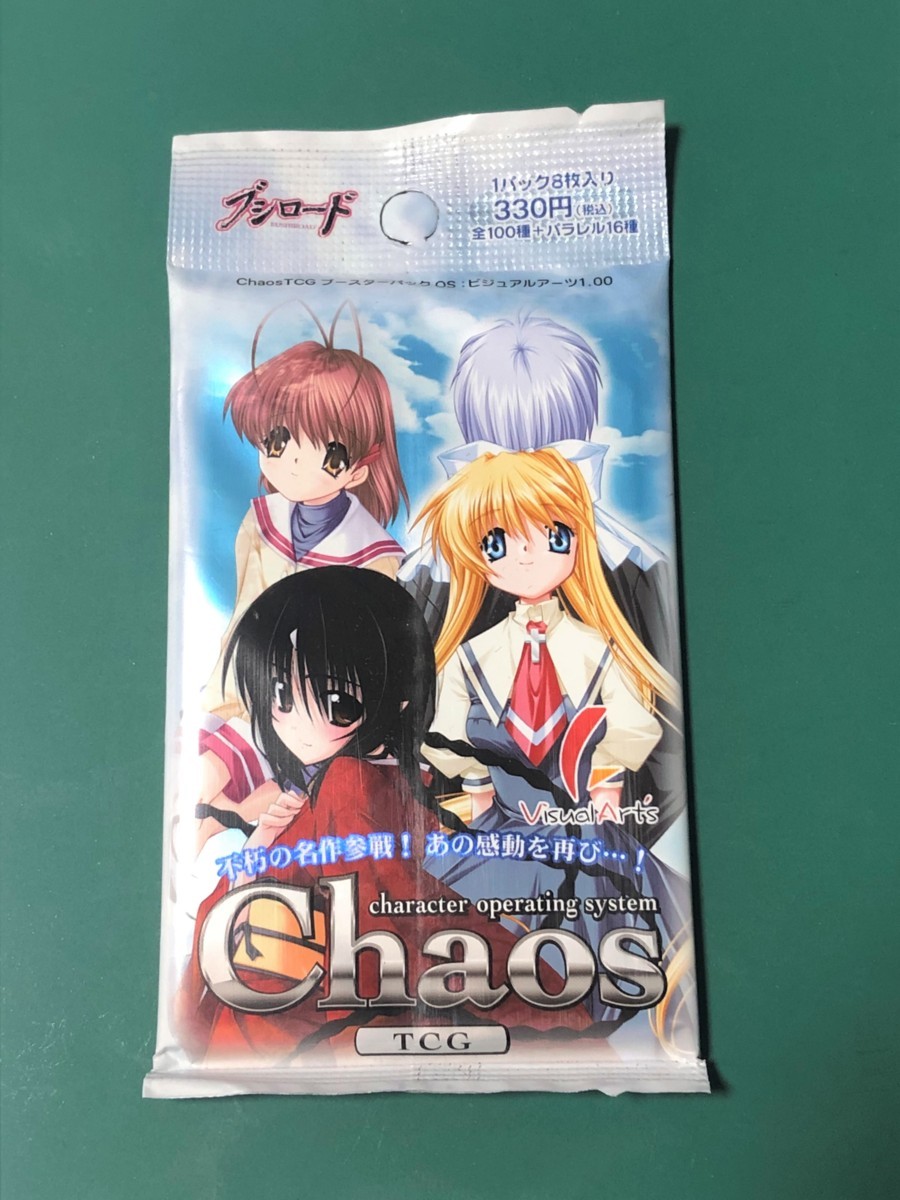 ブシロード
1パック8枚入り
330円(税込)
全100種+パラレル16種
ChaosTCG ブースターパック OS:ビジュアルアーツ1.00
VisualArt's
不朽の名作参戦! あの感動を再び…!
character operating system
Chaos
TCG